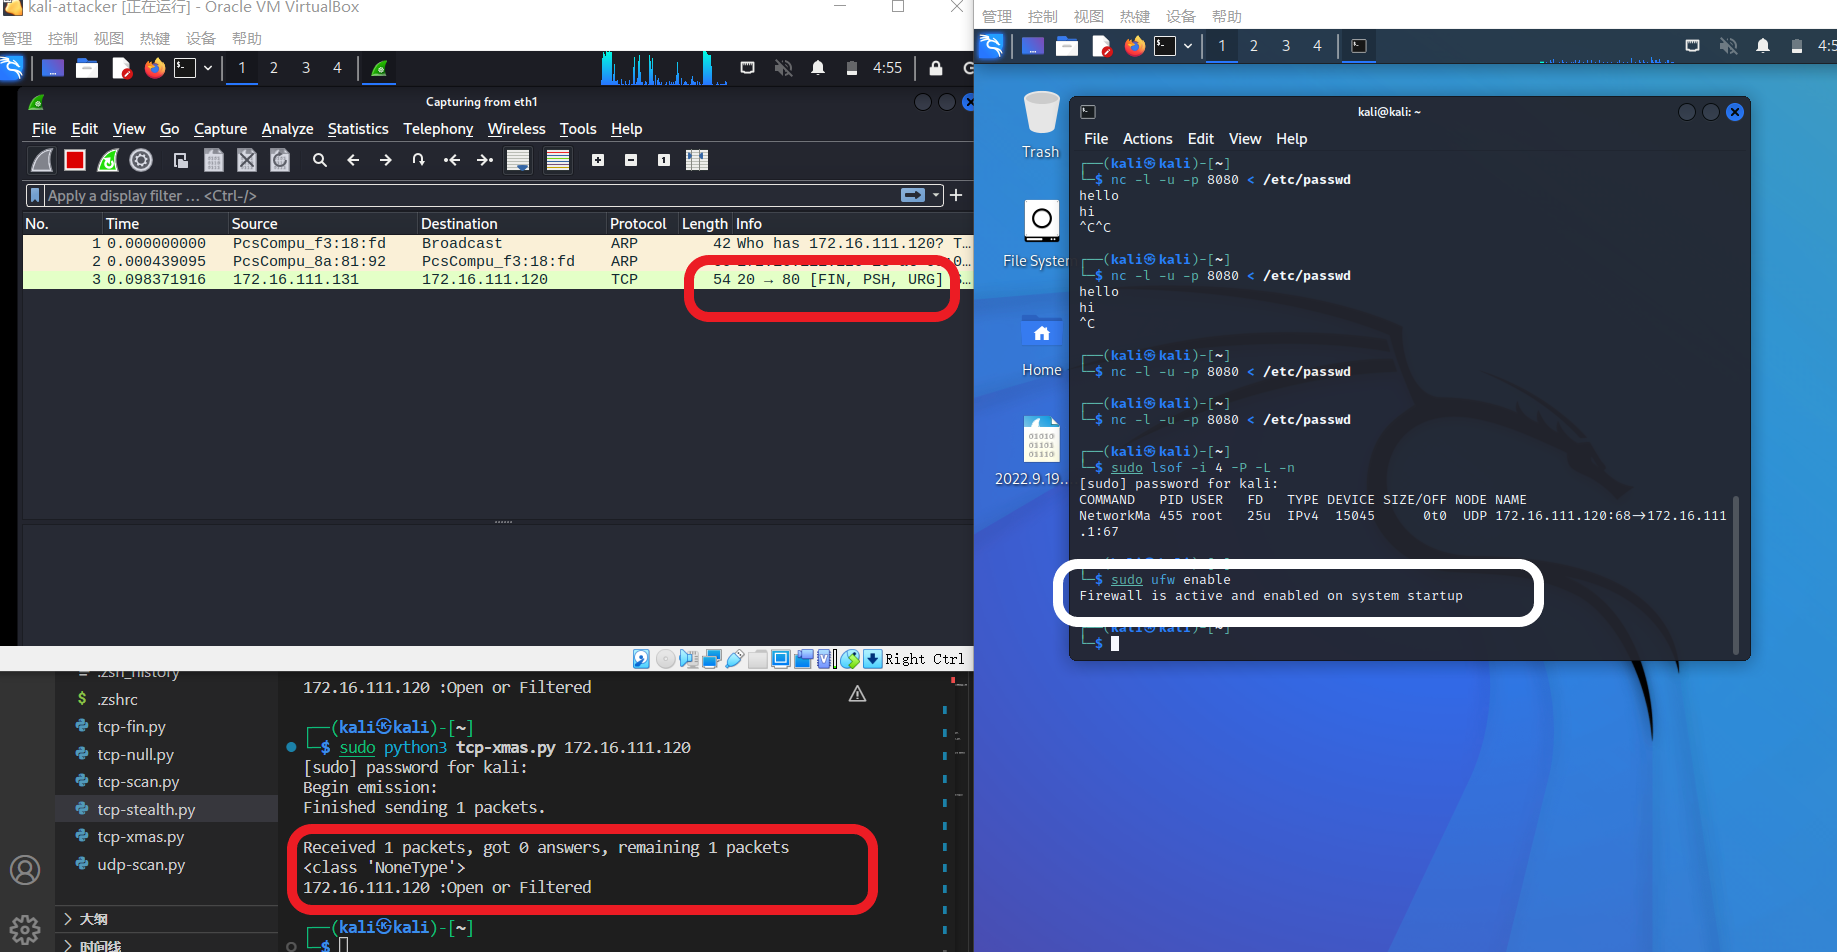 kali-attacker [正在运行] - Oracle VM VirtualBox
管理 控制 视图 热键 设备 帮助
1 2 3 4
4:55
Capturing from eth1
File Edit View Go Capture Analyze Statistics Telephony Wireless Tools Help
Apply a display filter ... <Ctrl-/>
No. Time Source Destination Protocol Length Info
1 0.000000000 PcsCompu_f3:18:fd Broadcast ARP 42 Who has 172.16.111.120? T…
2 0.000439095 PcsCompu_8a:81:92 PcsCompu_f3:18:fd ARP
3 0.098371916 172.16.111.131 172.16.111.120 TCP 54 20 → 80 [FIN, PSH, URG] S…
Right Ctrl
.zsh_history
.zshrc
tcp-fin.py
tcp-null.py
tcp-scan.py
tcp-stealth.py
tcp-xmas.py
udp-scan.py
大纲
时间线
172.16.111.120 :Open or Filtered
┌──(kali㉿kali)-[~]
└─$ sudo python3 tcp-xmas.py 172.16.111.120
[sudo] password for kali:
Begin emission:
Finished sending 1 packets.
Received 1 packets, got 0 answers, remaining 1 packets
<class 'NoneType'>
172.16.111.120 :Open or Filtered
┌──(kali㉿kali)-[~]
└─$
管理 控制 视图 热键 设备 帮助
1 2 3 4
Trash
File System
Home
01010
01101
01110
2022.9.19...
kali@kali: ~
File Actions Edit View Help
┌──(kali㉿kali)-[~]
└─$ nc -l -u -p 8080 < /etc/passwd
hello
hi
^C^C
┌──(kali㉿kali)-[~]
└─$ nc -l -u -p 8080 < /etc/passwd
hello
hi
^C
┌──(kali㉿kali)-[~]
└─$ nc -l -u -p 8080 < /etc/passwd
┌──(kali㉿kali)-[~]
└─$ nc -l -u -p 8080 < /etc/passwd
┌──(kali㉿kali)-[~]
└─$ sudo lsof -i 4 -P -L -n
[sudo] password for kali:
COMMAND PID USER FD TYPE DEVICE SIZE/OFF NODE NAME
NetworkMa 455 root 25u IPv4 15045 0t0 UDP 172.16.111.120:68→172.16.111
.1:67
└─$ sudo ufw enable
Firewall is active and enabled on system startup
┌──(kali㉿kali)-[~]
└─$